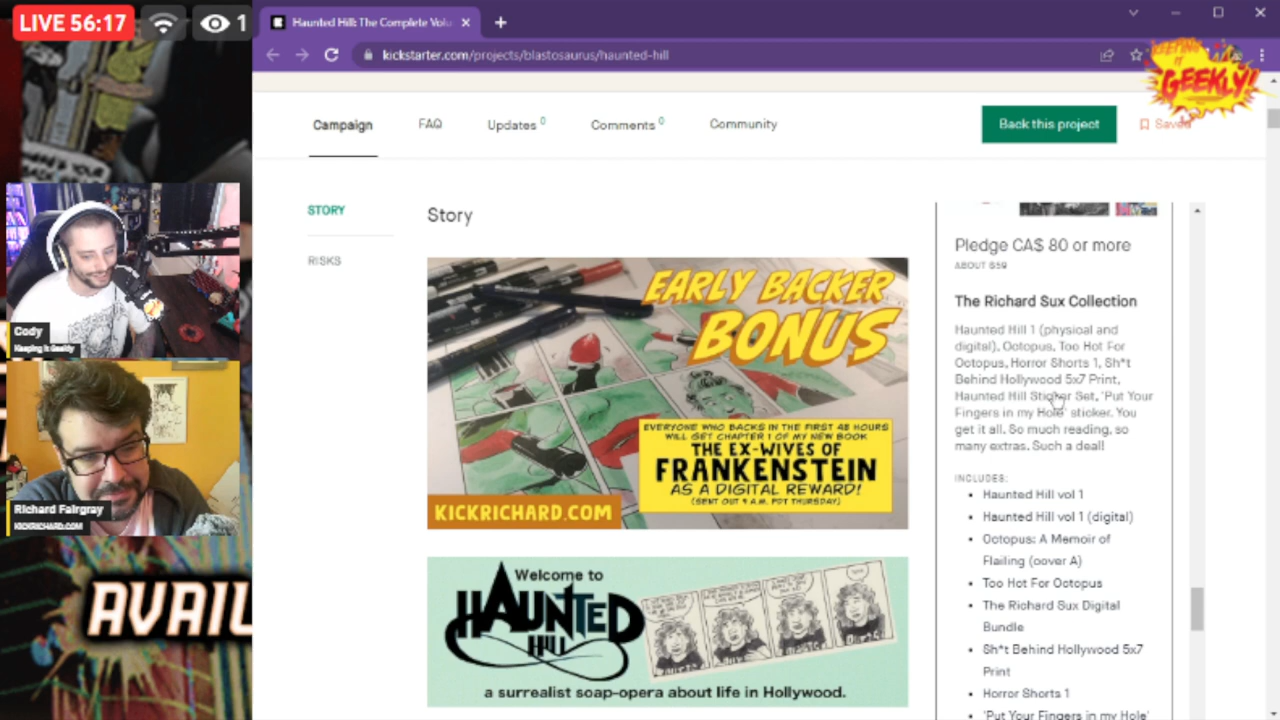 LIVE 56:17
1
Haunted Hill: The Complete Volu
kickstarter.com/projects/blastosaurus/haunted-hill
KEEPING IT
GEEKLY!
Campaign
FAQ
Updates 0
Comments 0
Community
Back this project
Saved
STORY
RISKS
Story
EARLY BACKER
BONUS
EVERYONE WHO BACKS IN THE FIRST 48 HOURS
WILL GET CHAPTER 1 OF MY NEW BOOK
THE EX-WIVES OF
FRANKENSTEIN
AS A DIGITAL REWARD!
(SENT OUT 9 A.M. PDT THURSDAY)
KICKRICHARD.COM
Welcome to
HAUNTED
HILL
a surrealist soap-opera about life in Hollywood.
Pledge CA$ 80 or more
ABOUT $59
The Richard Sux Collection
Haunted Hill 1 (physical and
digital), Octopus, Too Hot For
Octopus, Horror Shorts 1, Sh*t
Behind Hollywood 5x7 Print,
Haunted Hill Sticker Set, 'Put Your
Fingers in my Hole' sticker. You
get it all. So much reading, so
many extras. Such a deal!
INCLUDES:
Haunted Hill vol 1
Haunted Hill vol 1 (digital)
Octopus: A Memoir of
Flailing (cover A)
Too Hot For Octopus
The Richard Sux Digital
Bundle
Sh*t Behind Hollywood 5x7
Print
Horror Shorts 1
'Put Your Fingers in my Hole'
Cody
Keeping It Geekly
Richard Fairgray
KICKRICHARD.COM
AVAIL